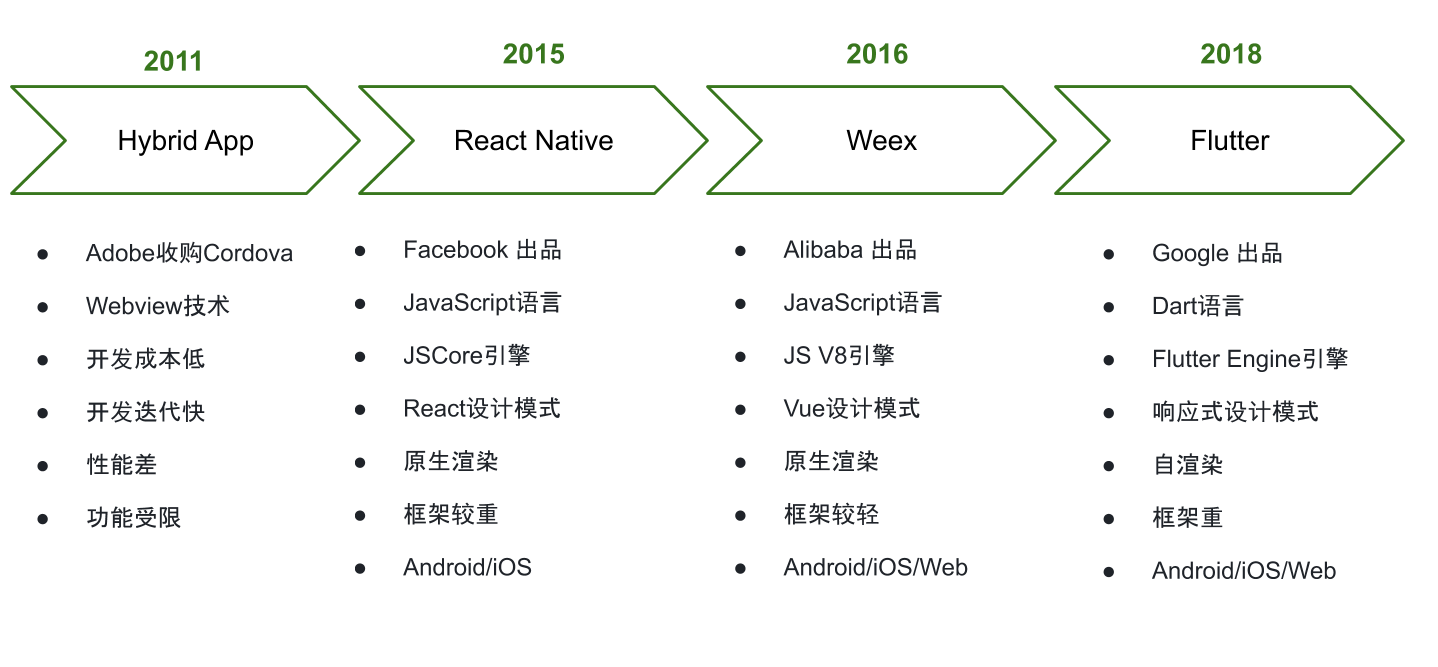 2011
Hybrid App
● Adobe收购Cordova
● Webview技术
● 开发成本低
● 开发迭代快
● 性能差
● 功能受限
2015
React Native
● Facebook 出品
● JavaScript语言
● JSCore引擎
● React设计模式
● 原生渲染
● 框架较重
● Android/iOS
2016
Weex
● Alibaba 出品
● JavaScript语言
● JS V8引擎
● Vue设计模式
● 原生渲染
● 框架较轻
● Android/iOS/Web
2018
Flutter
● Google 出品
● Dart语言
● Flutter Engine引擎
● 响应式设计模式
● 自渲染
● 框架重
● Android/iOS/Web